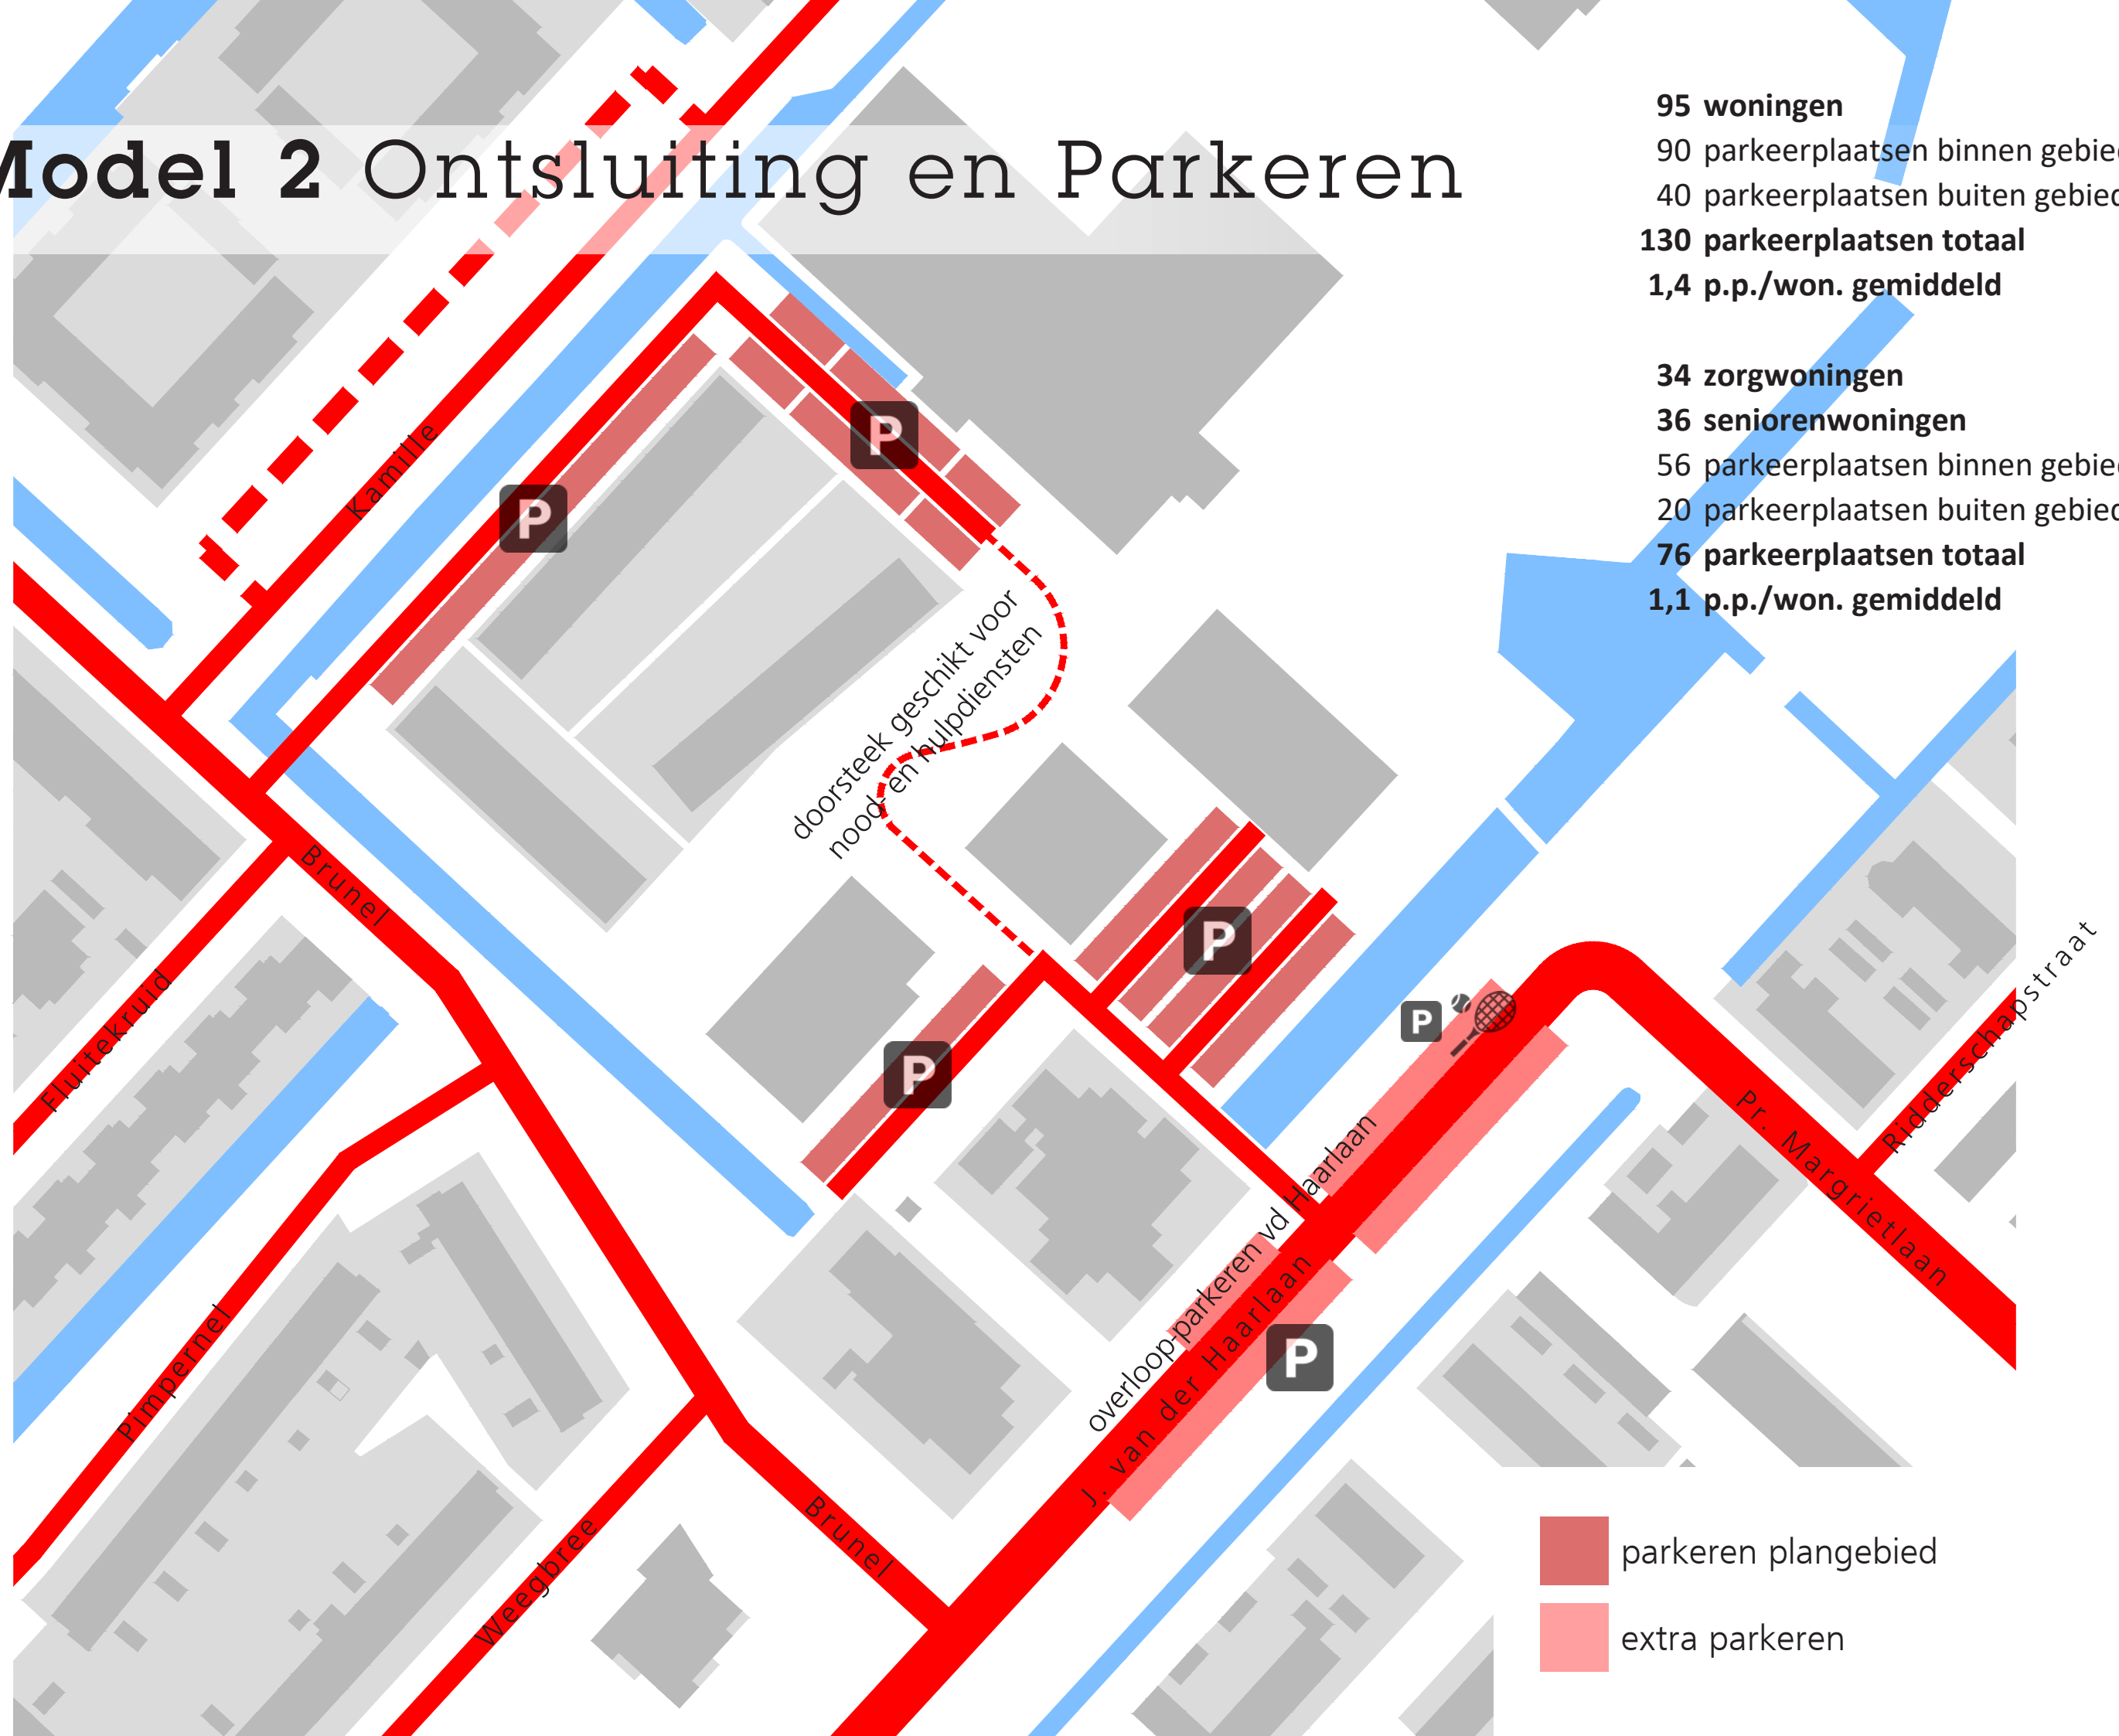 Model 2 Ontsluiting en Parkeren
95 woningen
90 parkeerplaatsen binnen gebied
40 parkeerplaatsen buiten gebied
130 parkeerplaatsen totaal
1,4 p.p./won. gemiddeld
34 zorgwoningen
36 seniorenwoningen
56 parkeerplaatsen binnen gebied
20 parkeerplaatsen buiten gebied
76 parkeerplaatsen totaal
1,1 p.p./won. gemiddeld
Kamille
P
P
doorsteek geschikt voor
nood- en hulpdiensten
Brunel
Fluitekruid
P
P
P
Ridderschapstraat
Pr. Margrietlaan
overloop-parkeren vd Haarlaan
J. van der Haarlaan
P
Pimpernel
Weegbree
Brunel
parkeren plangebied
extra parkeren